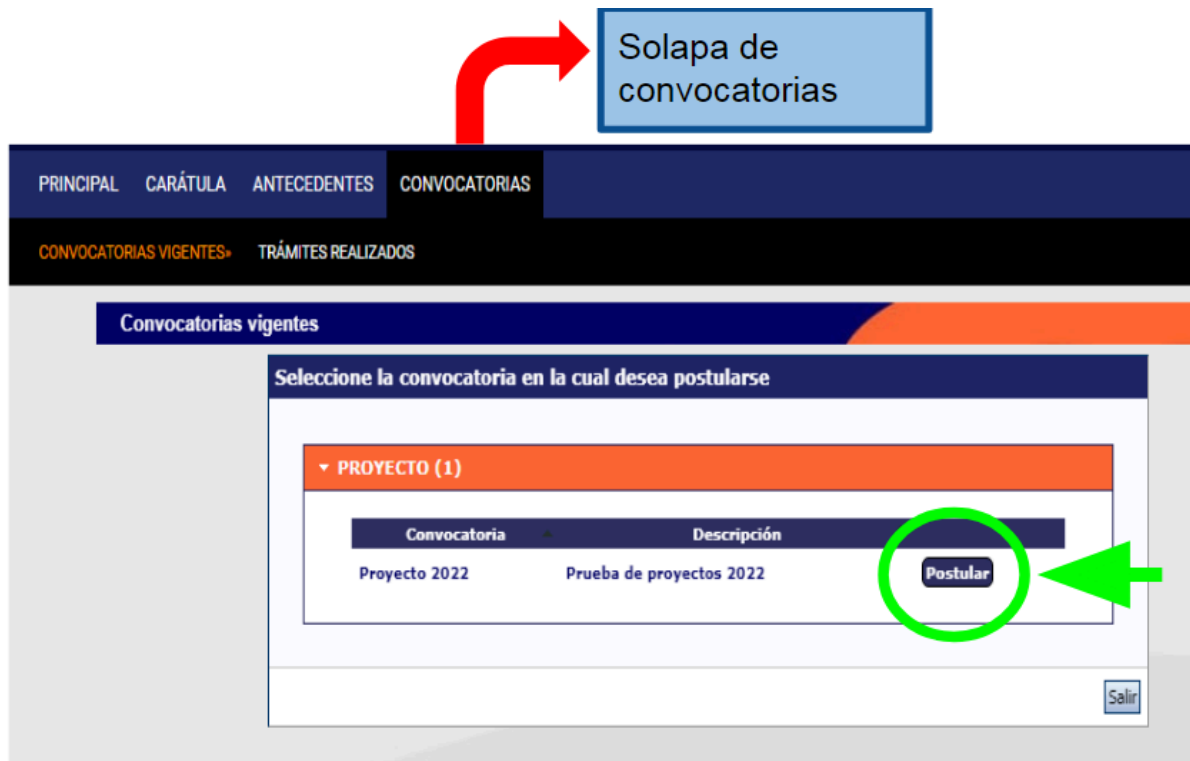 Solapa de
convocatorias
PRINCIPAL CARÁTULA ANTECEDENTES CONVOCATORIAS
CONVOCATORIAS VIGENTES» TRÁMITES REALIZADOS
Convocatorias vigentes
Seleccione la convocatoria en la cual desea postularse
PROYECTO (1)
Convocatoria Descripción
Proyecto 2022 Prueba de proyectos 2022 Postular
Salir